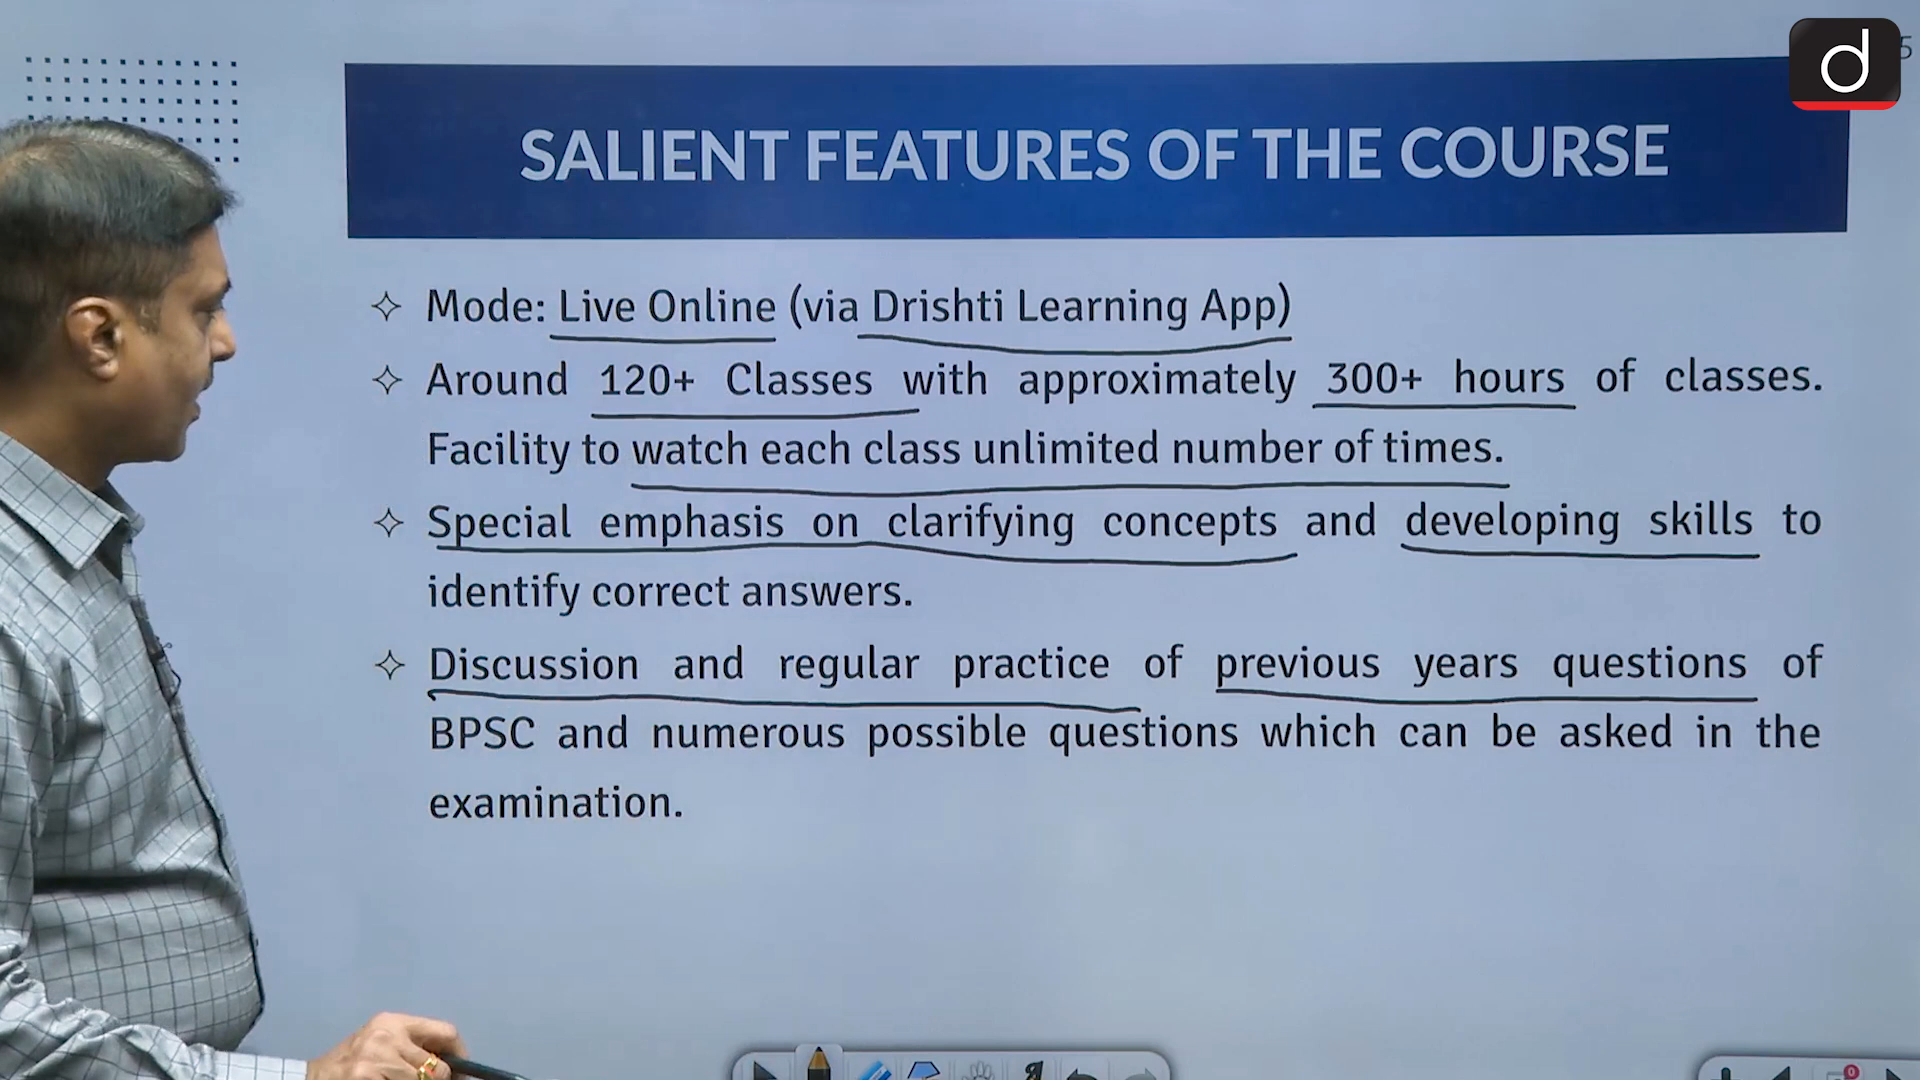 d
5
SALIENT FEATURES OF THE COURSE
Mode: Live Online (via Drishti Learning App)
Around 120+ Classes with approximately 300+ hours of classes.
Facility to watch each class unlimited number of times.
Special emphasis on clarifying concepts and developing skills to
identify correct answers.
Discussion and regular practice of previous years questions of
BPSC and numerous possible questions which can be asked in the
examination.
0